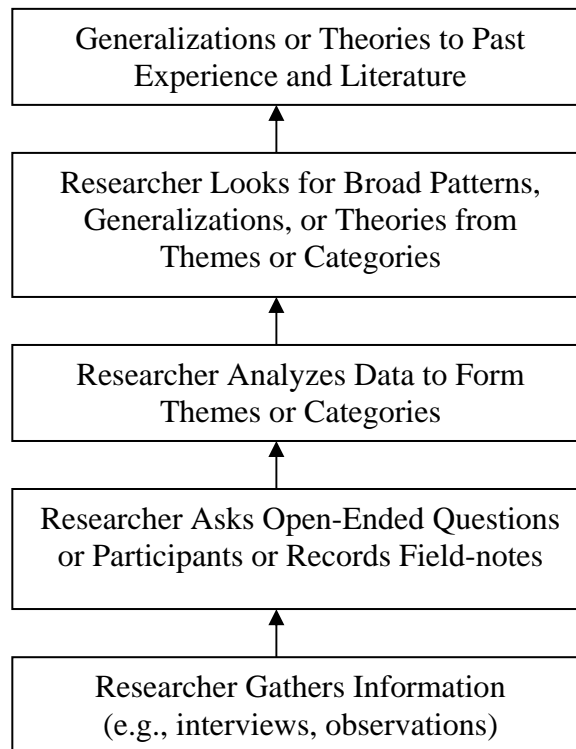 Generalizations or Theories to Past
Experience and Literature
Researcher Looks for Broad Patterns,
Generalizations, or Theories from
Themes or Categories
Researcher Analyzes Data to Form
Themes or Categories
Researcher Asks Open-Ended Questions
or Participants or Records Field-notes
Researcher Gathers Information
(e.g., interviews, observations)